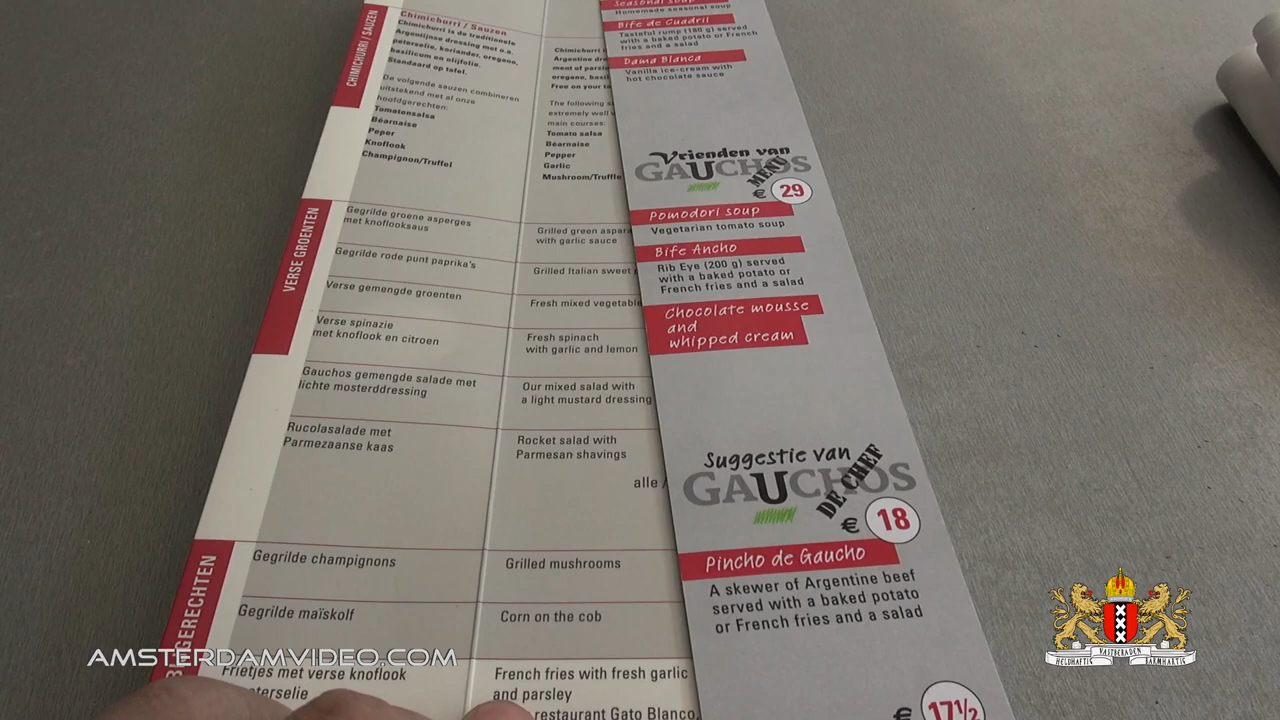 CHIMICHURRI / SAUZEN
Chimichurri / Sauzen
Chimichurri is de traditionele
Argentijnse dressing met o.a.
peterselie, koriander, oregano,
basilicum en olijfolie.
Standaard op tafel.
De volgende sauzen combineren
uitstekend met al onze
hoofdgerechten:
Tomatensalsa
Béarnaise
Peper
Knoflook
Champignon/Truffel
Chimichurri
Argentine
ment of
oregano,
Free on your
The following
extremely well
main courses:
Tomato salsa
Béarnaise
Pepper
Garlic
Mushroom/Truffle
VERSE GROENTEN
Gegrilde groene asperges
met knoflooksaus
Gegrilde rode punt paprika's
Verse gemengde groenten
Verse spinazie
met knoflook en citroen
Gauchos gemengde salade met
lichte mosterddressing
Rucolasalade met
Parmezaanse kaas
Grilled green
with garlic sauce
Grilled Italian sweet
Fresh mixed
Fresh spinach
with garlic and lemon
Our mixed salad with
a light mustard dressing
Rocket salad with
Parmesan shavings
alle /
GERECHTEN
Gegrilde champignons
Gegrilde maïskolf
Frietjes met verse knoflook
Grilled mushrooms
Corn on the cob
French fries with fresh garlic
and parsley
restaurant Gato Blanco,
Seasonal soup
Homemade seasonal soup
Bife de Cuadril
Tasteful rump (180 g) served
with a baked potato or French
fries and a salad
Dama Blanca
Vanilla ice-cream with
hot chocolate sauce
Vrienden van
GAUCHOS
MENU
€ 29
Pomodori soup
Vegetarian tomato soup
Bife Ancho
Rib Eye (200 g) served
with a baked potato or
French fries and a salad
Chocolate mousse
and
whipped cream
Suggestie van
GAUCHOS
DE CHEF
€ 18
Pincho de Gaucho
A skewer of Argentine beef
served with a baked potato
or French fries and a salad
€ 17½
AMSTERDAMVIDEO.COM
HELDHAFTIG VASTBERADEN BARMHARTIG